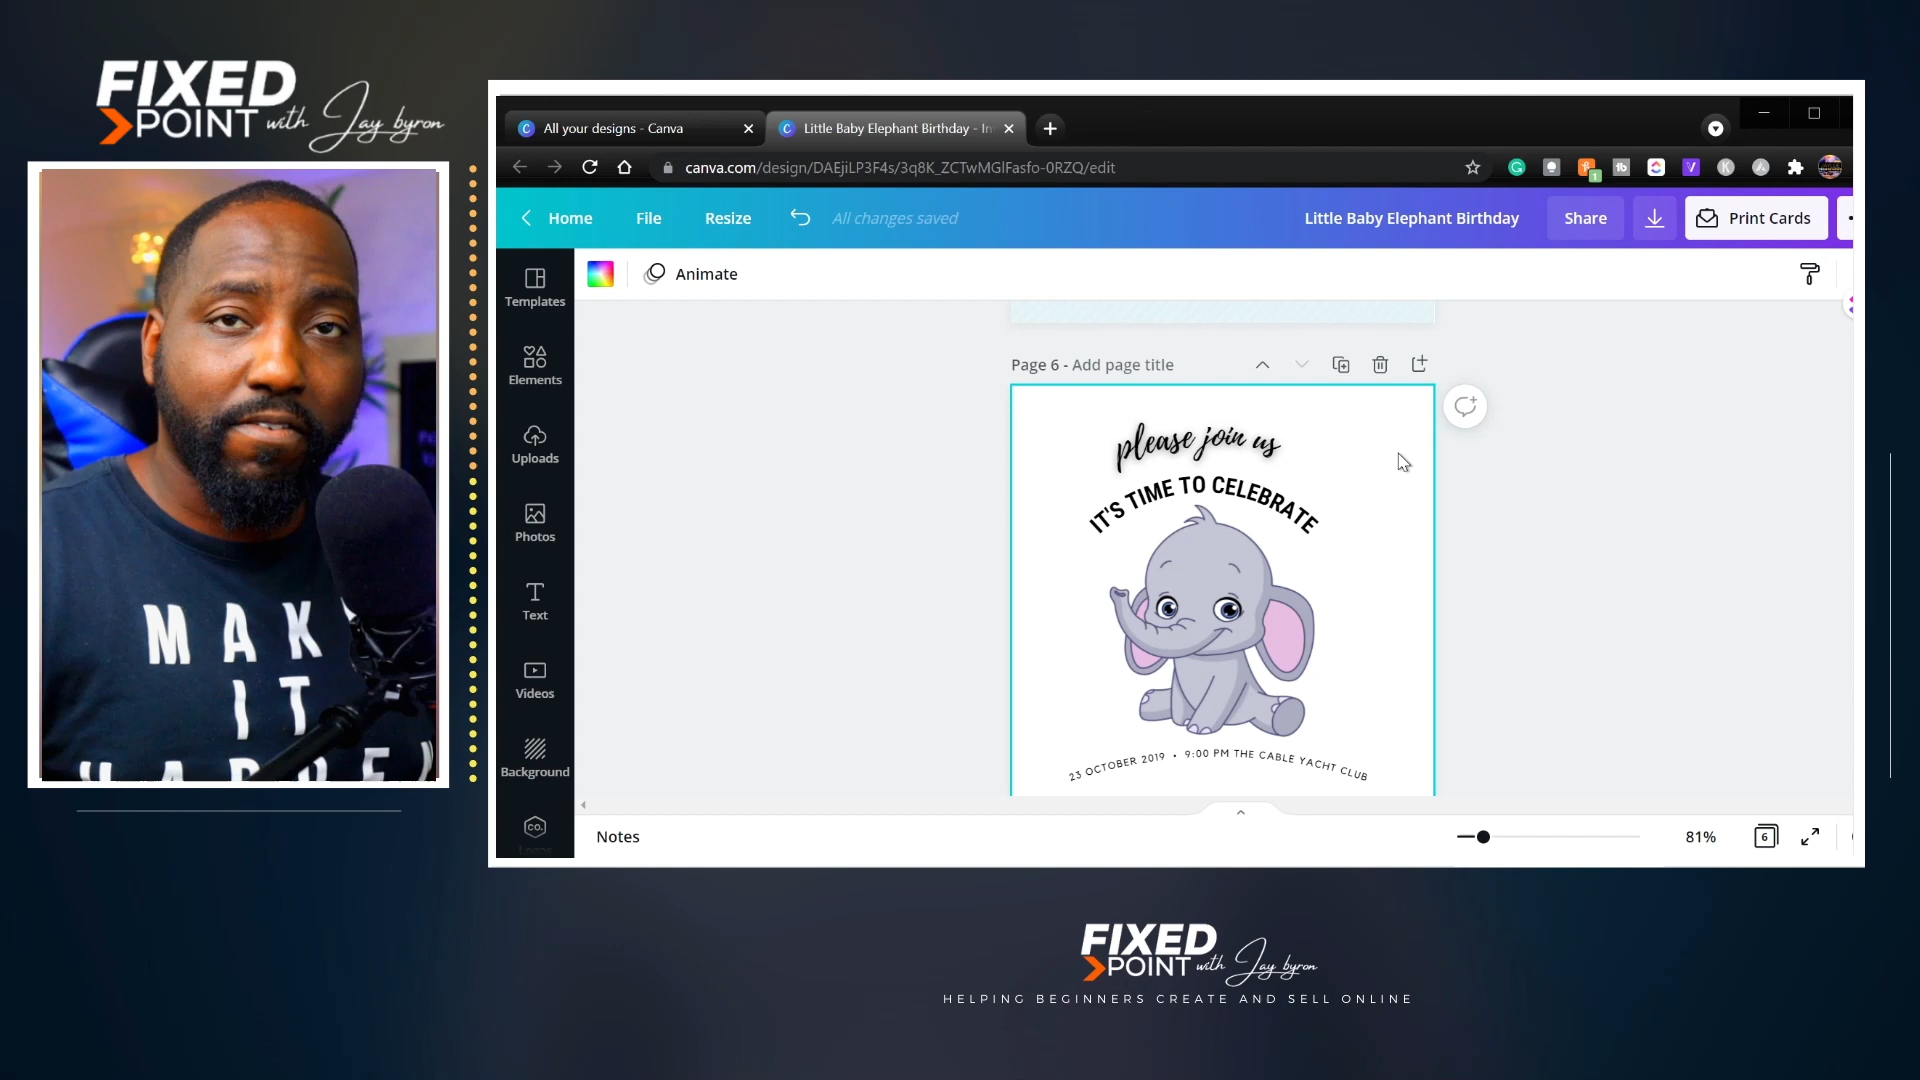 FIXED
POINT with Jay byron
MAK
IT
All your designs - Canva
Little Baby Elephant Birthday - In
canva.com/design/DAEjiLP3F4s/3q8K_ZCTwMGlFasfo-0RZQ/edit
Home
File
Resize
All changes saved
Little Baby Elephant Birthday
Share
Print Cards
Templates
Elements
Uploads
Photos
Text
Videos
Background
CO.
Logos
Animate
Page 6 - Add page title
please join us
IT'S TIME TO CELEBRATE
23 OCTOBER 2019 • 9:00 PM THE CABLE YACHT CLUB
Notes
81%
6
FIXED
POINT with Jay byron
HELPING BEGINNERS CREATE AND SELL ONLINE